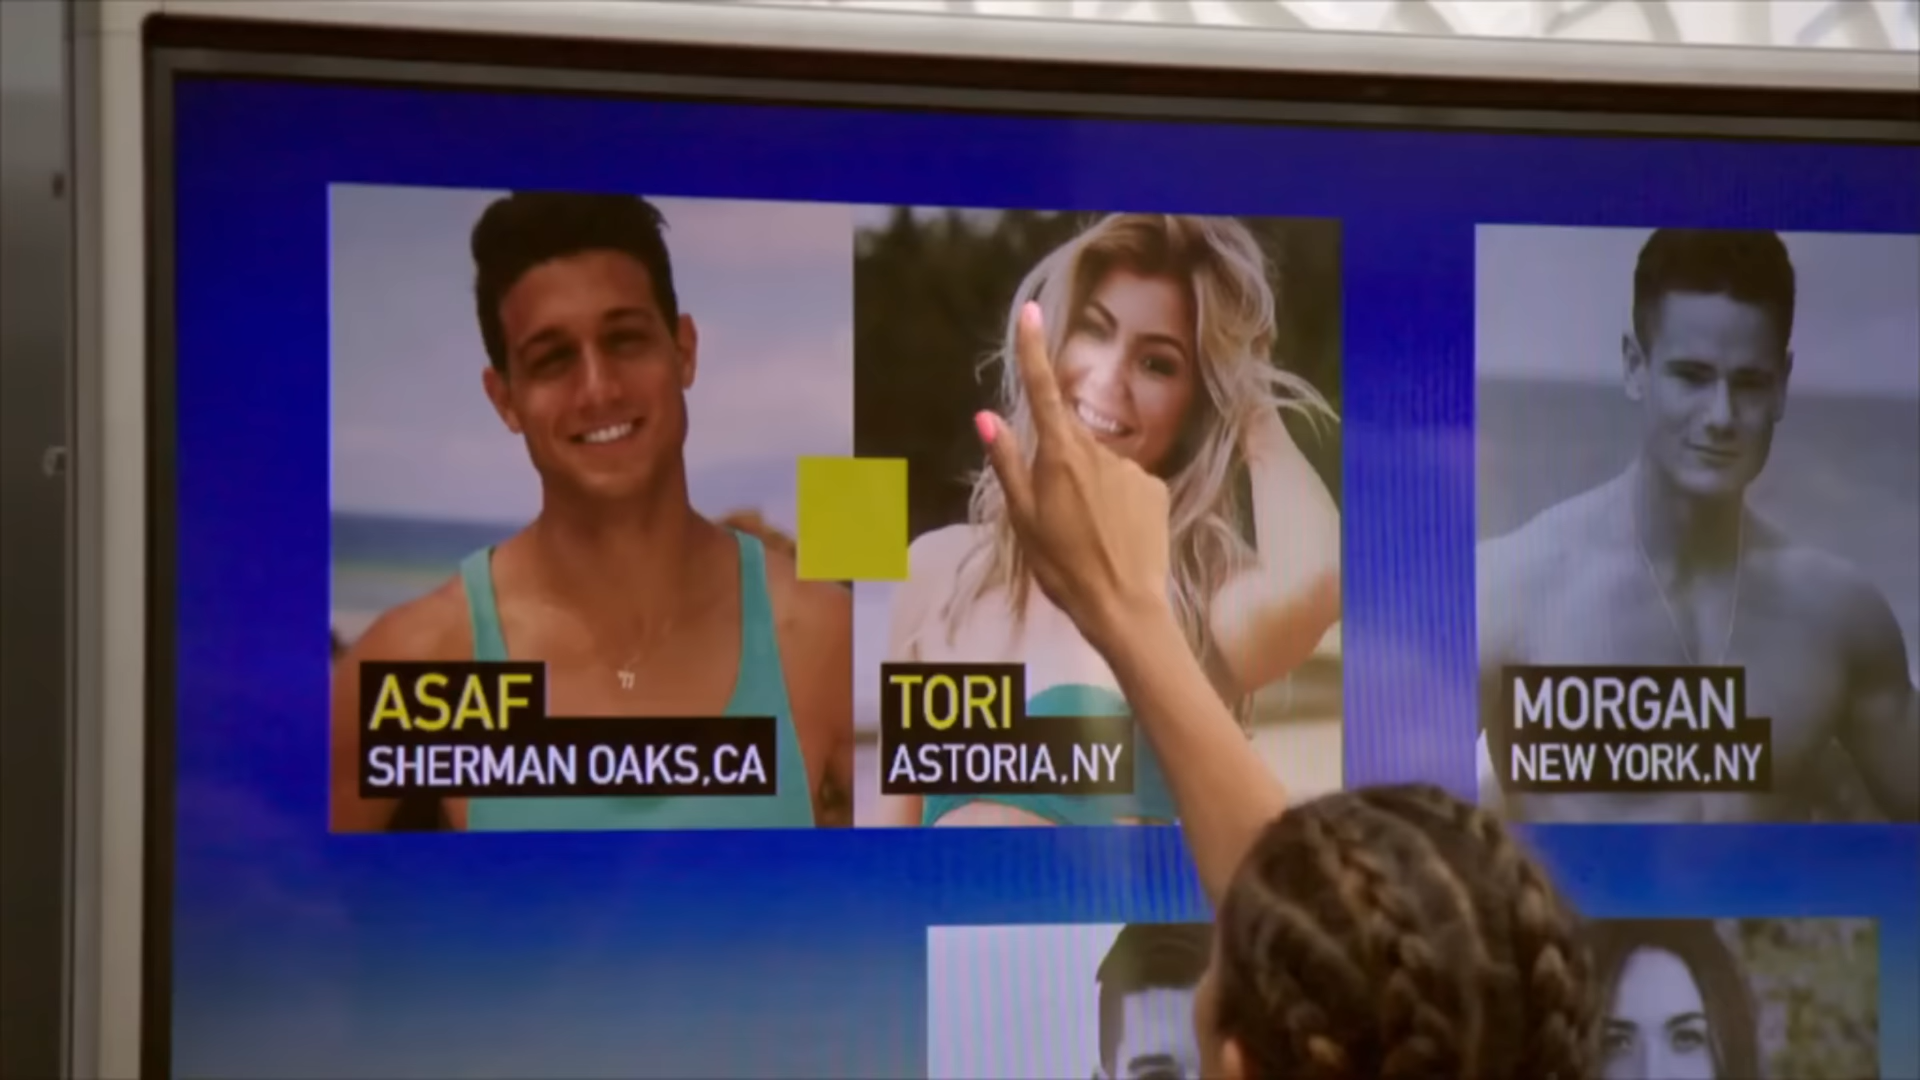 ASAF
SHERMAN OAKS,CA
TORI
ASTORIA,NY
MORGAN
NEW YORK,NY